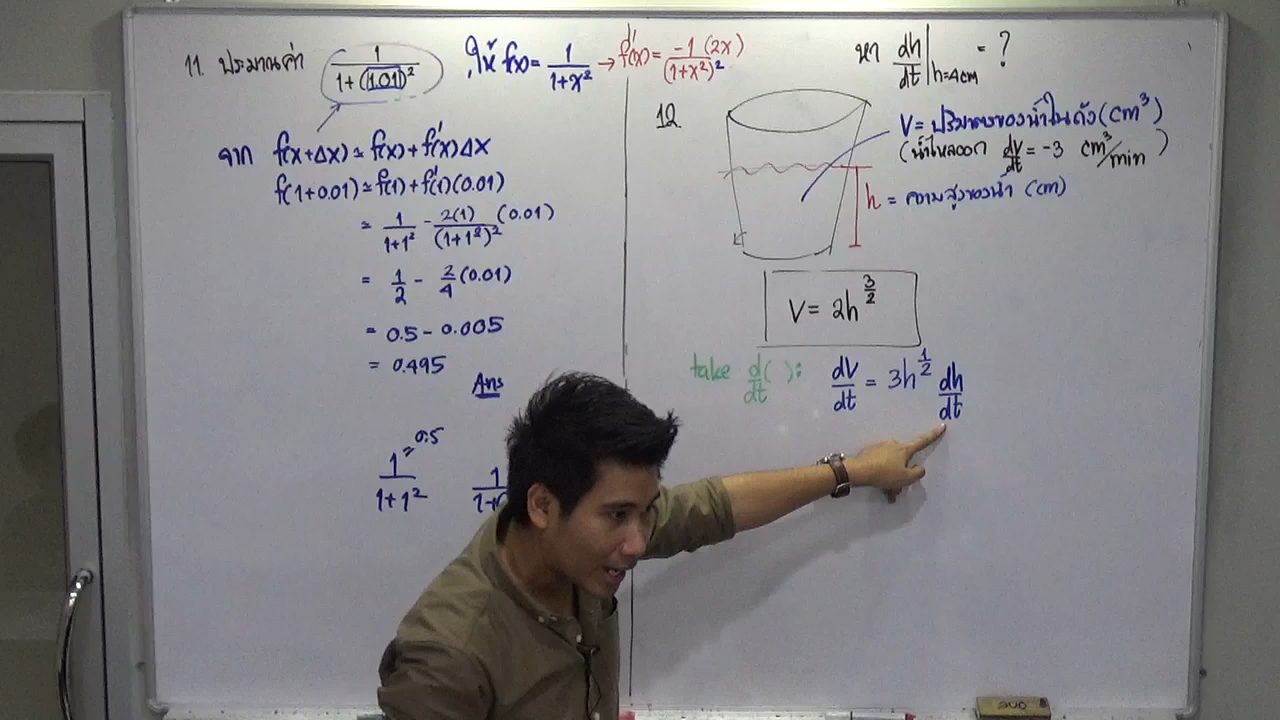 11. ประมาณค่า 1/(1+(1.01)²) ให้ f(x) = 1/(1+x²) → f'(x) = -1(2x)/(1+x²)²
จาก f(x+Δx) ≃ f(x) + f'(x)Δx
f(1+0.01) ≃ f(1) + f'(1)(0.01)
≃ 1/(1+1²) - 2(1)/(1+1²)² (0.01)
= 1/2 - 2/4 (0.01)
= 0.5 - 0.005
= 0.495
Ans
1/(1+1²) = 0.5
หา dh/dt |h=4cm = ?
12.
V = ปริมาตรของน้ำในถัง (cm³)
(น้ำไหลออก dV/dt = -3 cm³/min)
h = ความสูงของน้ำ (cm)
V = 2h^(3/2)
take d/dt( ): dV/dt = 3h^(1/2) dh/dt